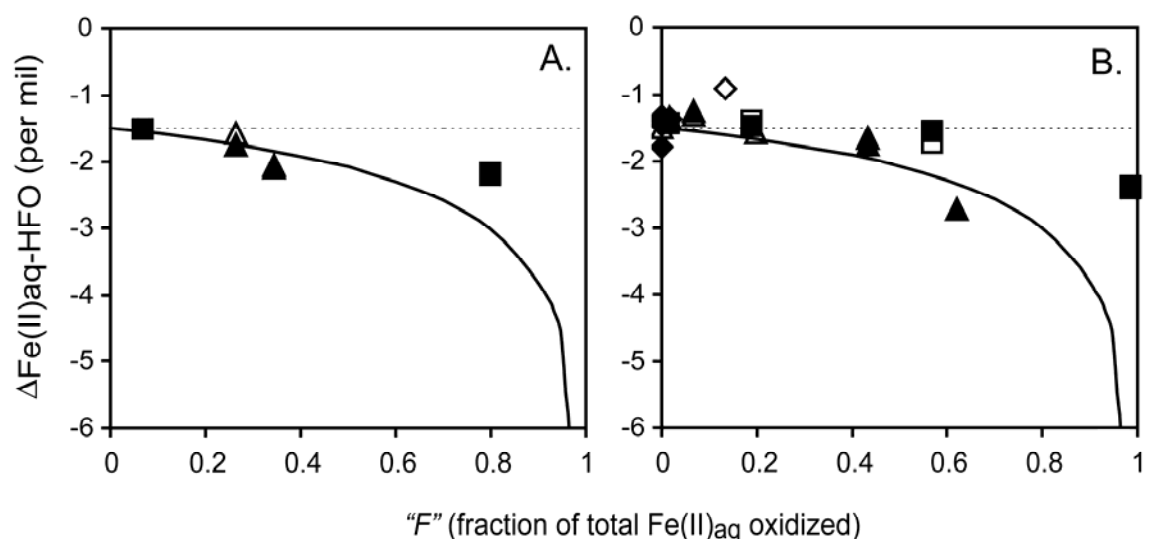 A.
B.
0
-1
-2
-3
-4
-5
-6
0
-1
-2
-3
-4
-5
-6
ΔFe(II)aq-HFO (per mil)
0 0.2 0.4 0.6 0.8 1
0 0.2 0.4 0.6 0.8 1
“F” (fraction of total Fe(II)aq oxidized)